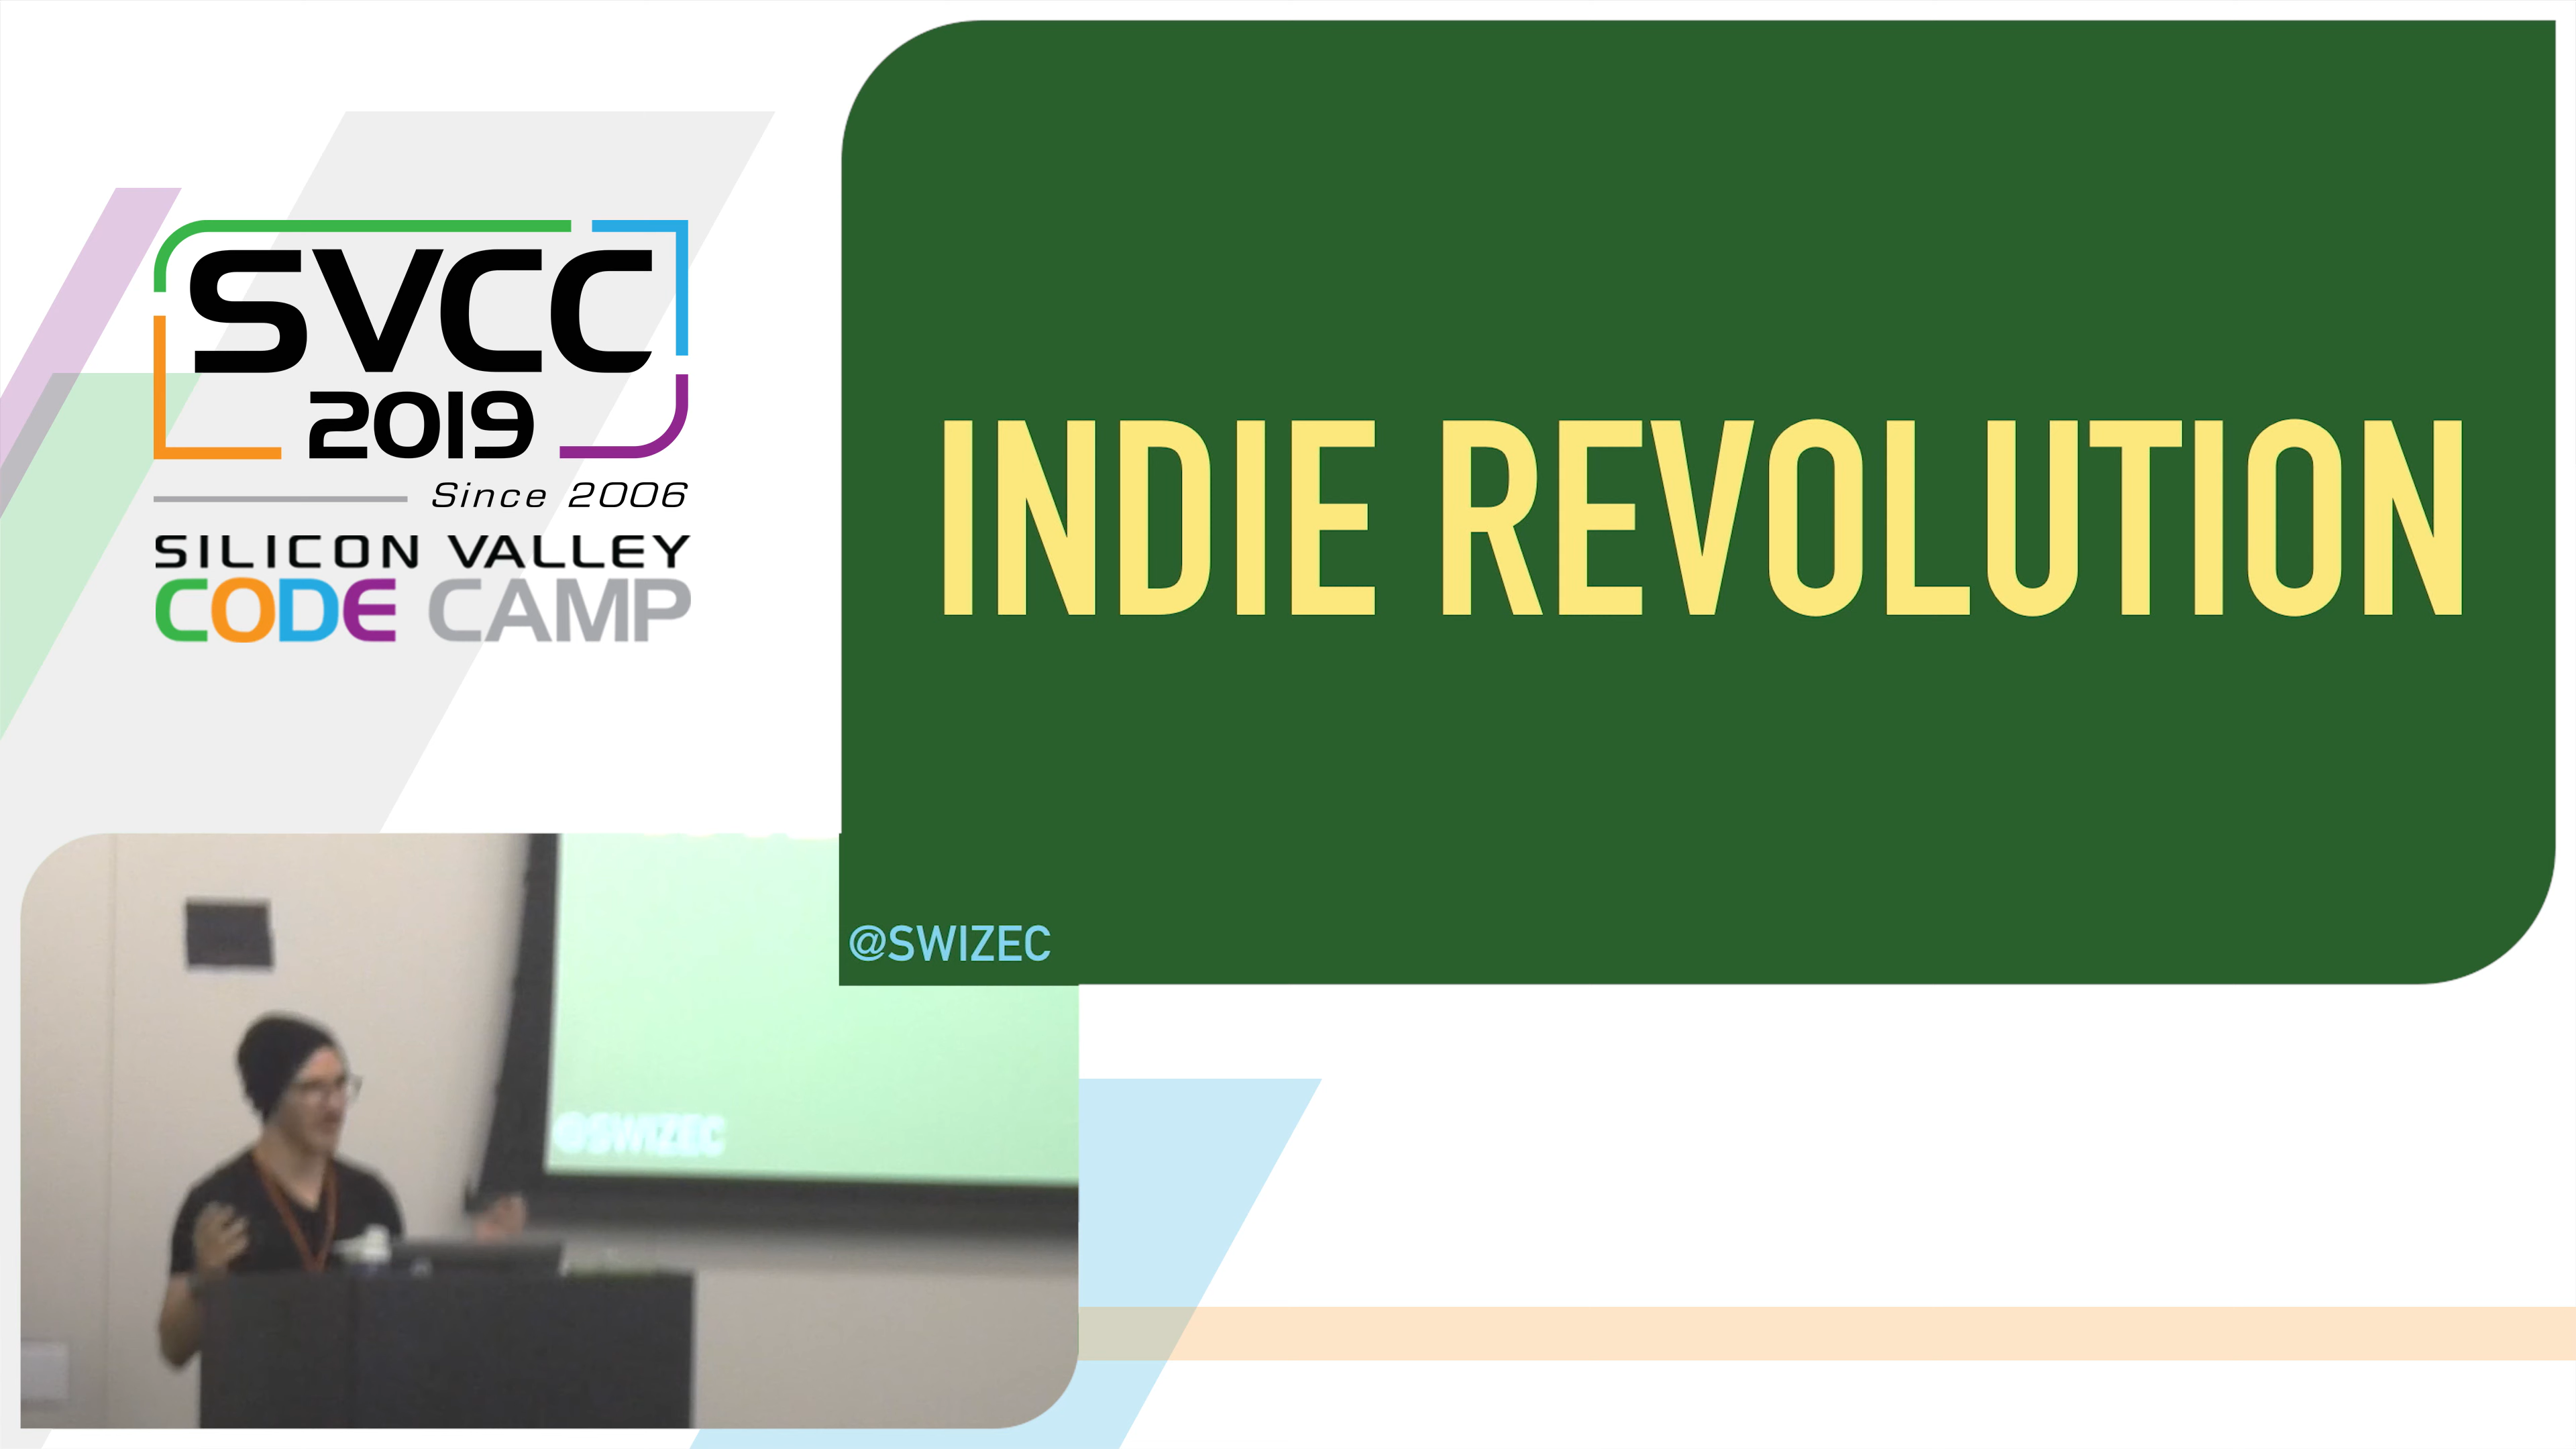 SVCC
2019
Since 2006
SILICON VALLEY
CODE CAMP
INDIE REVOLUTION
@SWIZEC
@SWIZEC